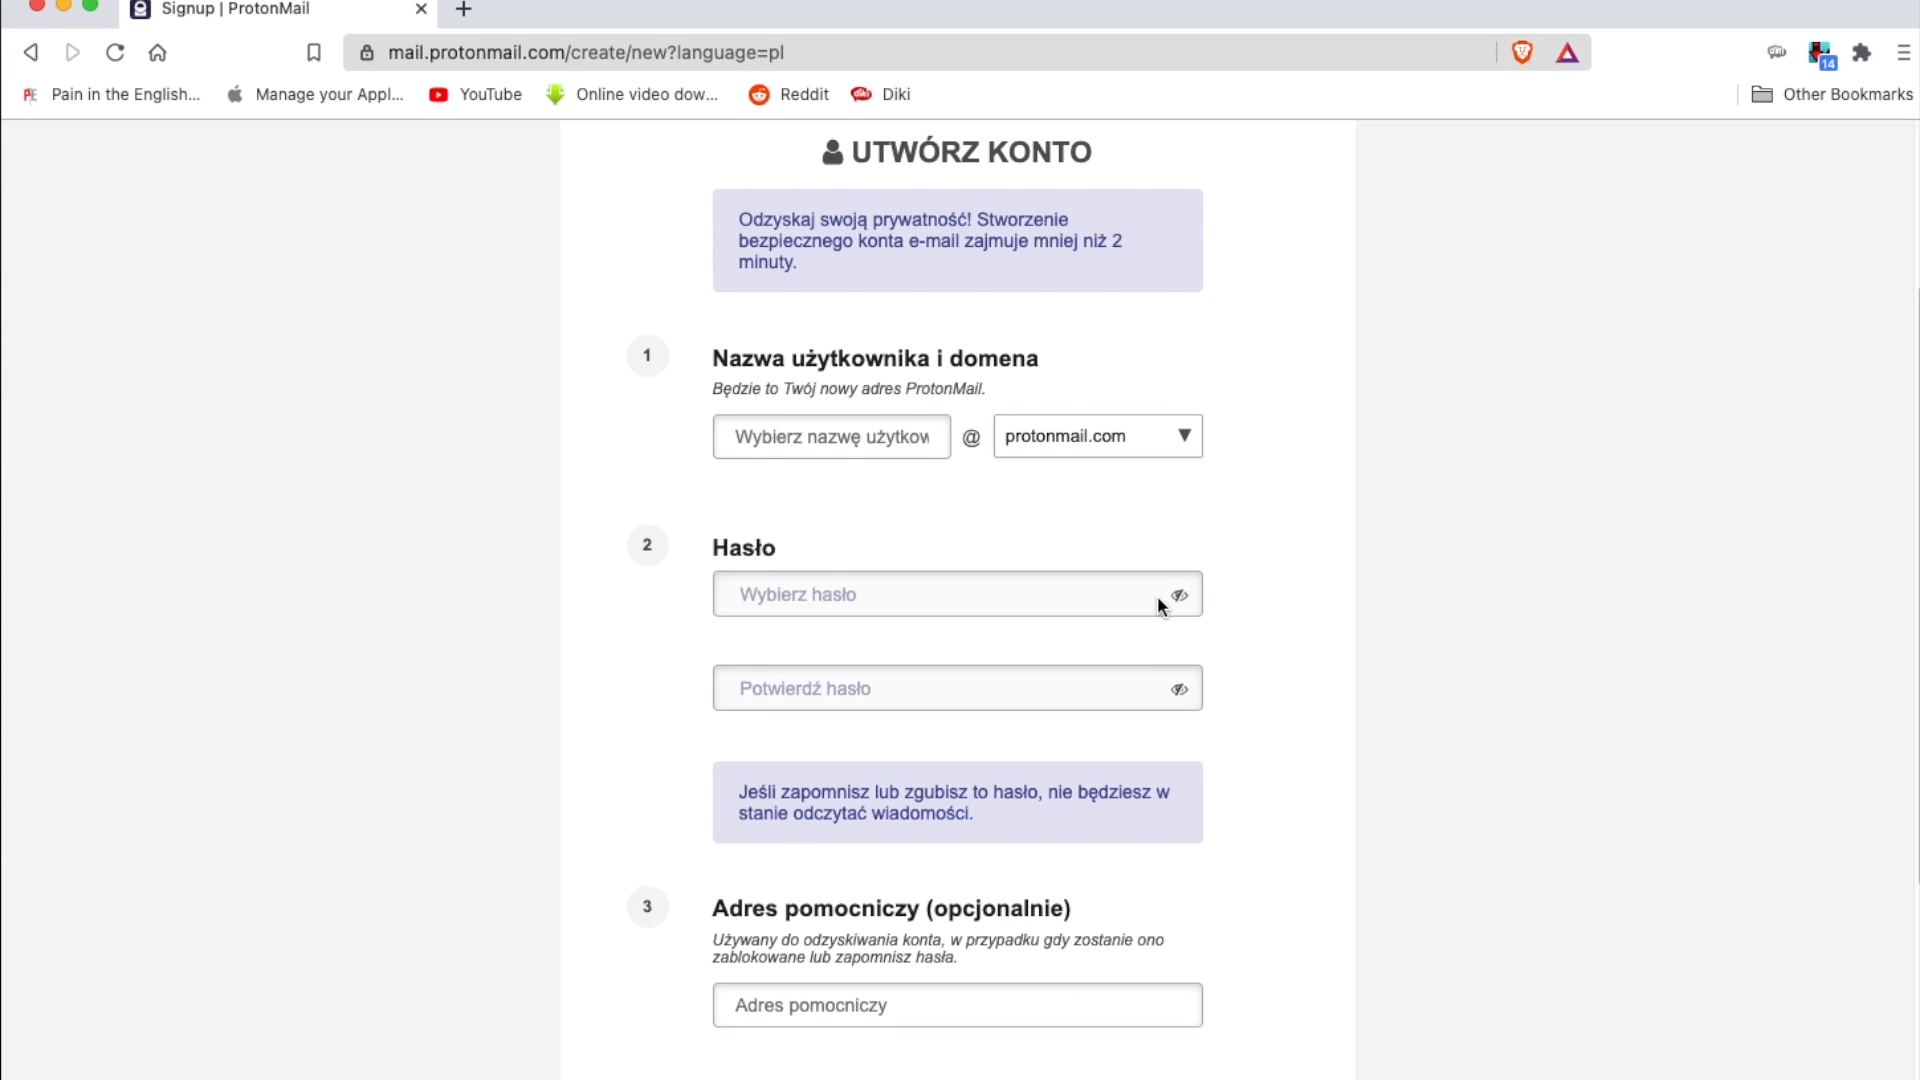 Signup | ProtonMail
mail.protonmail.com/create/new?language=pl
14
Pain in the English... Manage your Appl... YouTube Online video dow... Reddit Diki Other Bookmarks
UTWÓRZ KONTO
Odzyskaj swoją prywatność! Stworzenie
bezpiecznego konta e-mail zajmuje mniej niż 2
minuty.
1 Nazwa użytkownika i domena
Będzie to Twój nowy adres ProtonMail.
Wybierz nazwę użytkow @ protonmail.com
2 Hasło
Wybierz hasło
Potwierdź hasło
Jeśli zapomnisz lub zgubisz to hasło, nie będziesz w
stanie odczytać wiadomości.
3 Adres pomocniczy (opcjonalnie)
Używany do odzyskiwania konta, w przypadku gdy zostanie ono
zablokowane lub zapomnisz hasła.
Adres pomocniczy